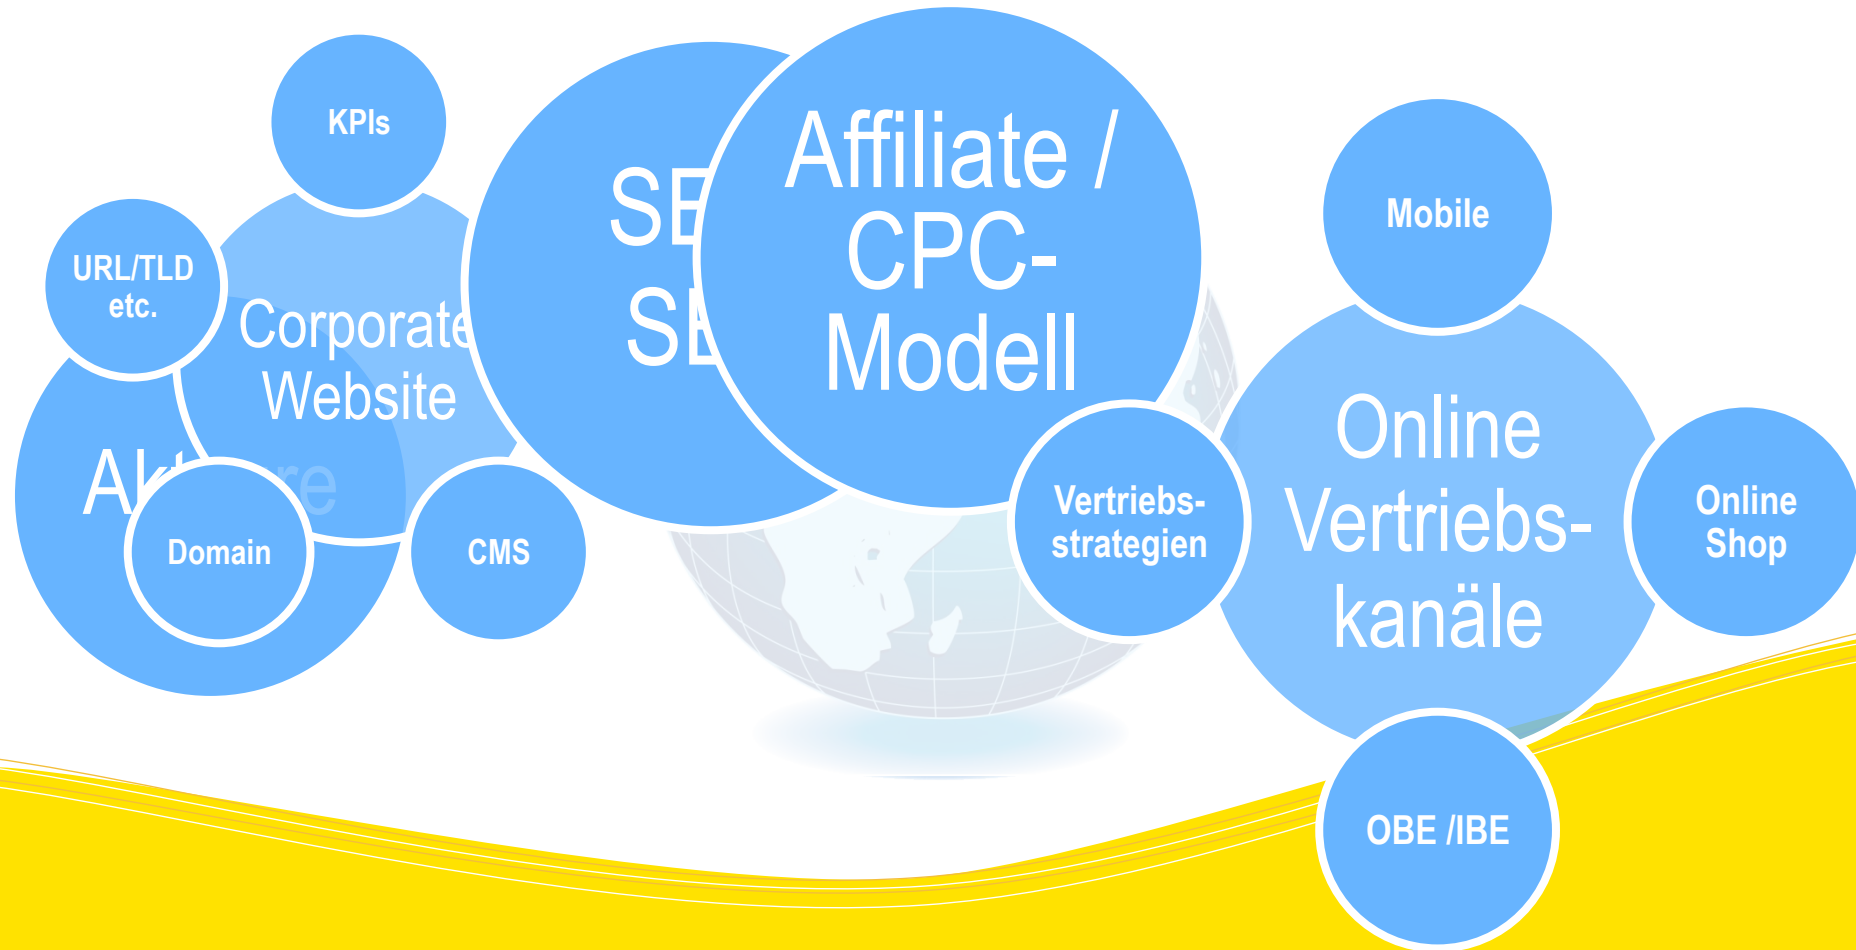 KPIs
URL/TLD
etc.
Corporate
Website
Domain
CMS
Affiliate /
CPC-
Modell
Mobile
Online
Vertriebs-
kanäle
Vertriebs-
strategien
Online
Shop
OBE /IBE